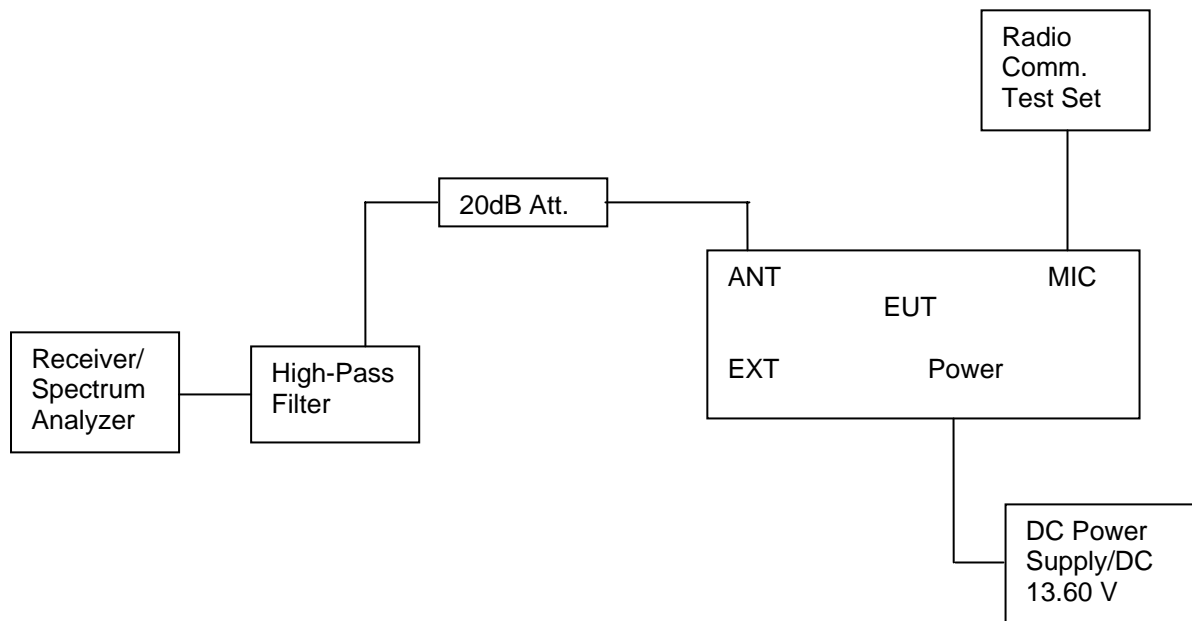 Radio
Comm.
Test Set
20dB Att.
ANT
MIC
EUT
Receiver/
Spectrum
Analyzer
High-Pass
Filter
EXT
Power
DC Power
Supply/DC
13.60 V